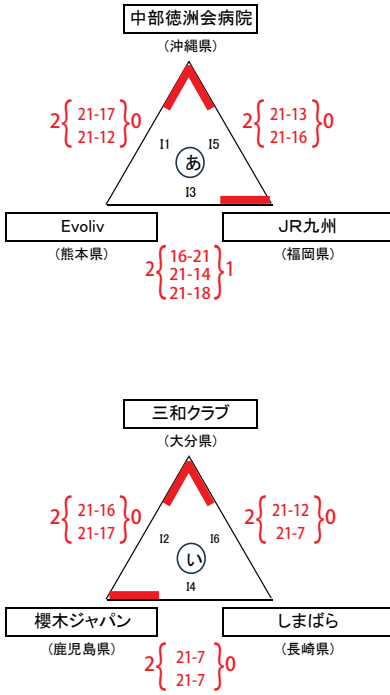 中部徳洲会病院
（沖縄県）
2 21-17 0
21-12
2 21-13 0
21-16
I1 I5
あ
I3
Evoliv
JR九州
（熊本県）
（福岡県）
2 16-21 1
21-14
21-18
三和クラブ
（大分県）
2 21-16 0
21-17
2 21-12 0
21-7
I2 I6
い
I4
櫻木ジャパン
しまばら
（鹿児島県）
（長崎県）
2 21-7 0
21-7